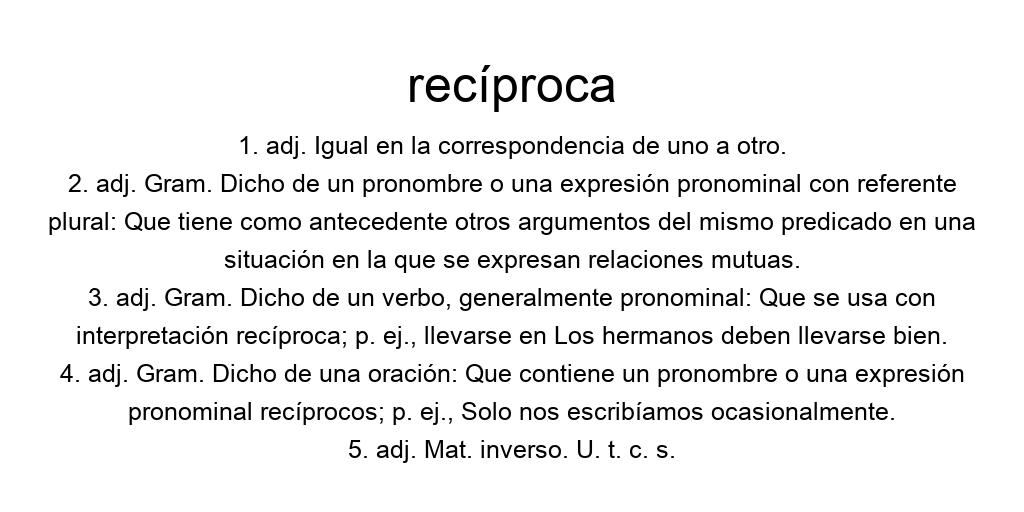 recíproca
1. adj. Igual en la correspondencia de uno a otro.
2. adj. Gram. Dicho de un pronombre o una expresión pronominal con referente
plural: Que tiene como antecedente otros argumentos del mismo predicado en una
situación en la que se expresan relaciones mutuas.
3. adj. Gram. Dicho de un verbo, generalmente pronominal: Que se usa con
interpretación recíproca; p. ej., llevarse en Los hermanos deben llevarse bien.
4. adj. Gram. Dicho de una oración: Que contiene un pronombre o una expresión
pronominal recíprocos; p. ej., Solo nos escribíamos ocasionalmente.
5. adj. Mat. inverso. U. t. c. s.